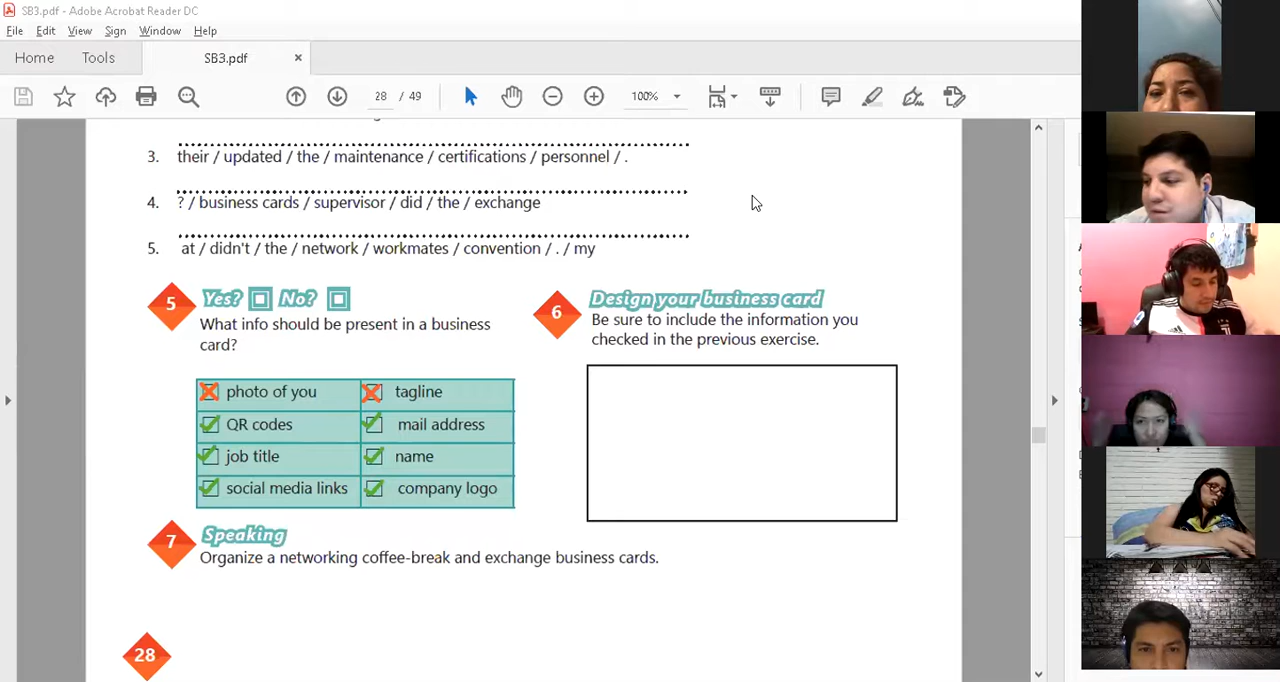 SB3.pdf - Adobe Acrobat Reader DC
File Edit View Sign Window Help
Home Tools SB3.pdf ×
28 / 49 100%
3. their / updated / the / maintenance / certifications / personnel / .
4. ? / business cards / supervisor / did / the / exchange
5. at / didn't / the / network / workmates / convention / . / my
5 Yes? No?
What info should be present in a business
card?
photo of you tagline
QR codes mail address
job title name
social media links company logo
6 Design your business card
Be sure to include the information you
checked in the previous exercise.
7 Speaking
Organize a networking coffee-break and exchange business cards.
28